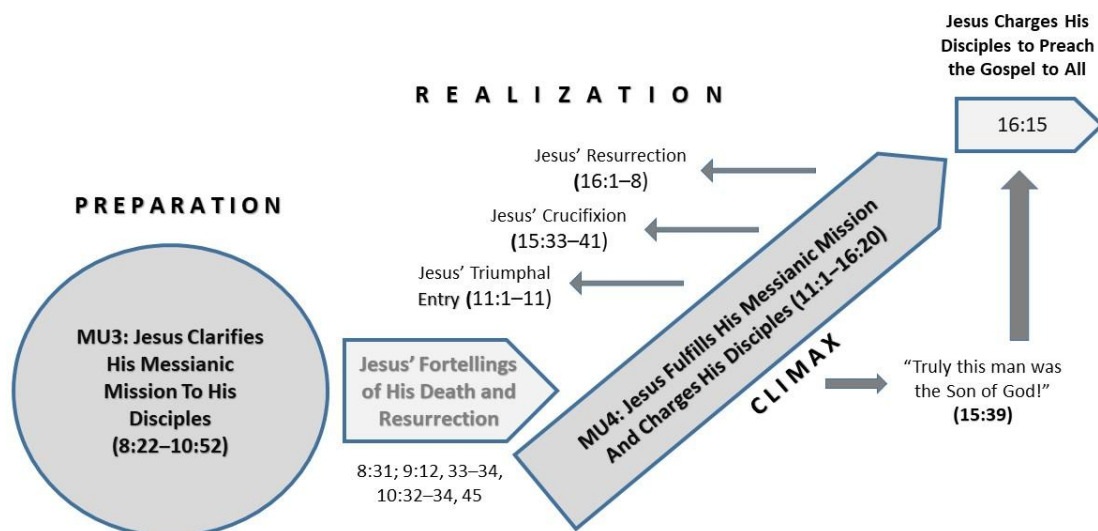 PREPARATION
MU3: Jesus Clarifies
His Messianic
Mission To His
Disciples
(8:22–10:52)
Jesus' Fortellings
of His Death and
Resurrection
8:31; 9:12, 33–34,
10:32–34, 45
REALIZATION
Jesus' Resurrection
(16:1–8)
Jesus' Crucifixion
(15:33–41)
Jesus' Triumphal
Entry (11:1–11)
MU4: Jesus Fulfills His Messianic Mission
And Charges His Disciples (11:1–16:20)
CLIMAX
"Truly this man was
the Son of God!"
(15:39)
Jesus Charges His
Disciples to Preach
the Gospel to All
16:15